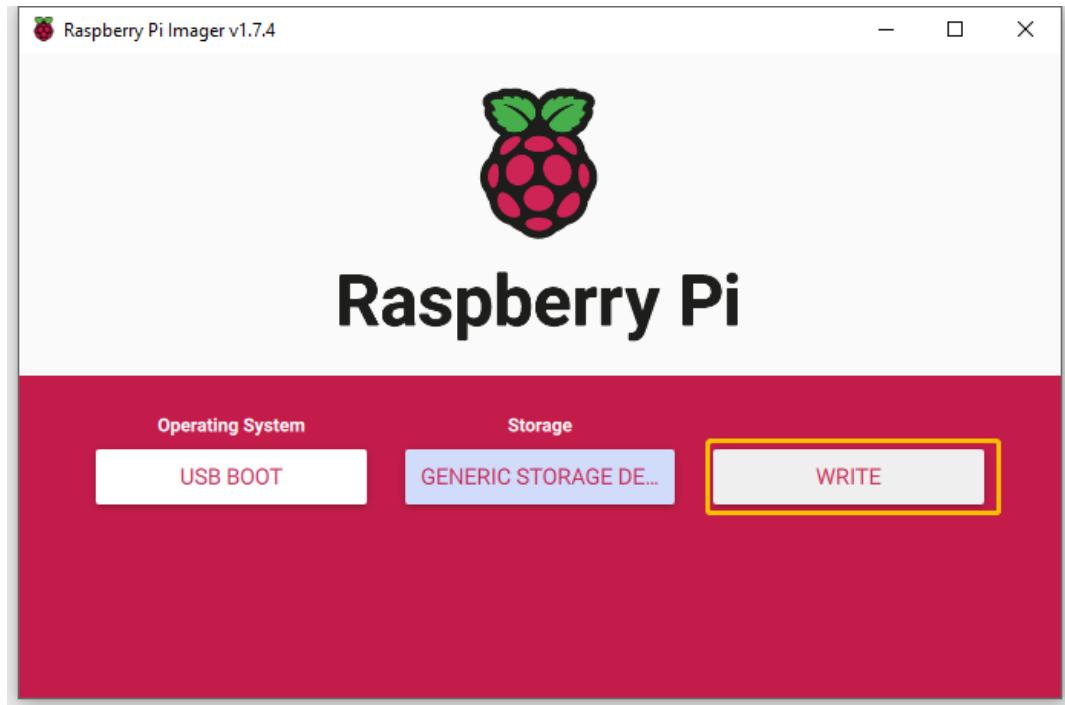 Raspberry Pi Imager v1.7.4
Raspberry Pi
Operating System
Storage
USB BOOT
GENERIC STORAGE DE...
WRITE